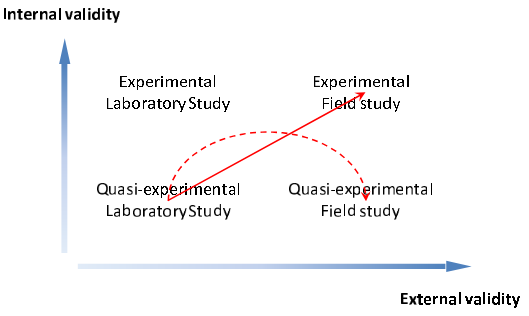 Internal validity
Experimental
Laboratory Study
Experimental
Field study
Quasi-experimental
Laboratory Study
Quasi-experimental
Field study
External validity